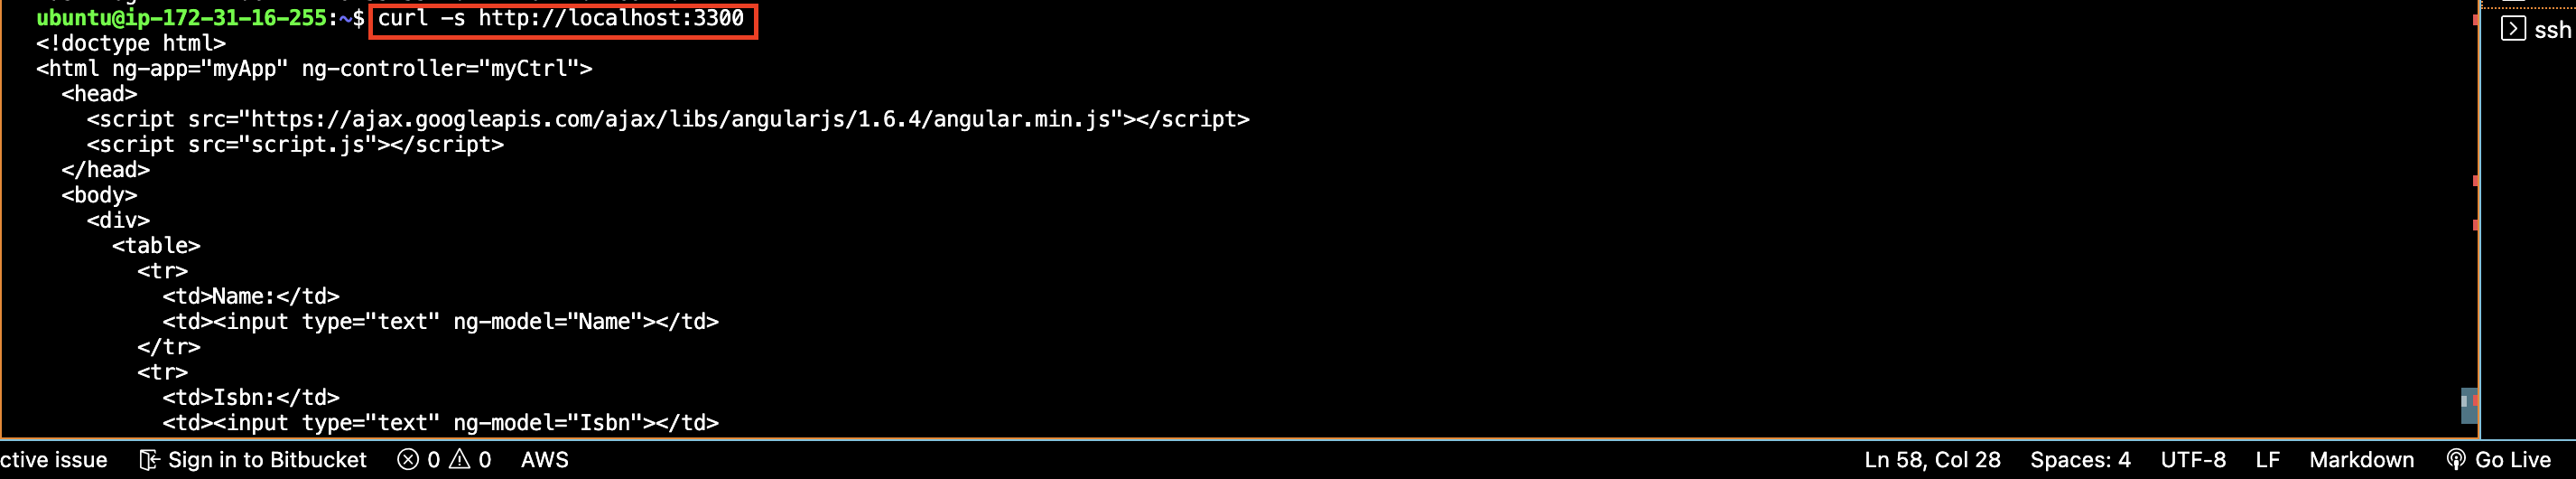 ubuntu@ip-172-31-16-255:~$ curl -s http://localhost:3300
<!doctype html>
<html ng-app="myApp" ng-controller="myCtrl">
  <head>
    <script src="https://ajax.googleapis.com/ajax/libs/angularjs/1.6.4/angular.min.js"></script>
    <script src="script.js"></script>
  </head>
  <body>
    <div>
      <table>
        <tr>
          <td>Name:</td>
          <td><input type="text" ng-model="Name"></td>
        </tr>
        <tr>
          <td>Isbn:</td>
          <td><input type="text" ng-model="Isbn"></td>
ssh
ctive issue Sign in to Bitbucket 0 0 AWS Ln 58, Col 28 Spaces: 4 UTF-8 LF Markdown Go Live